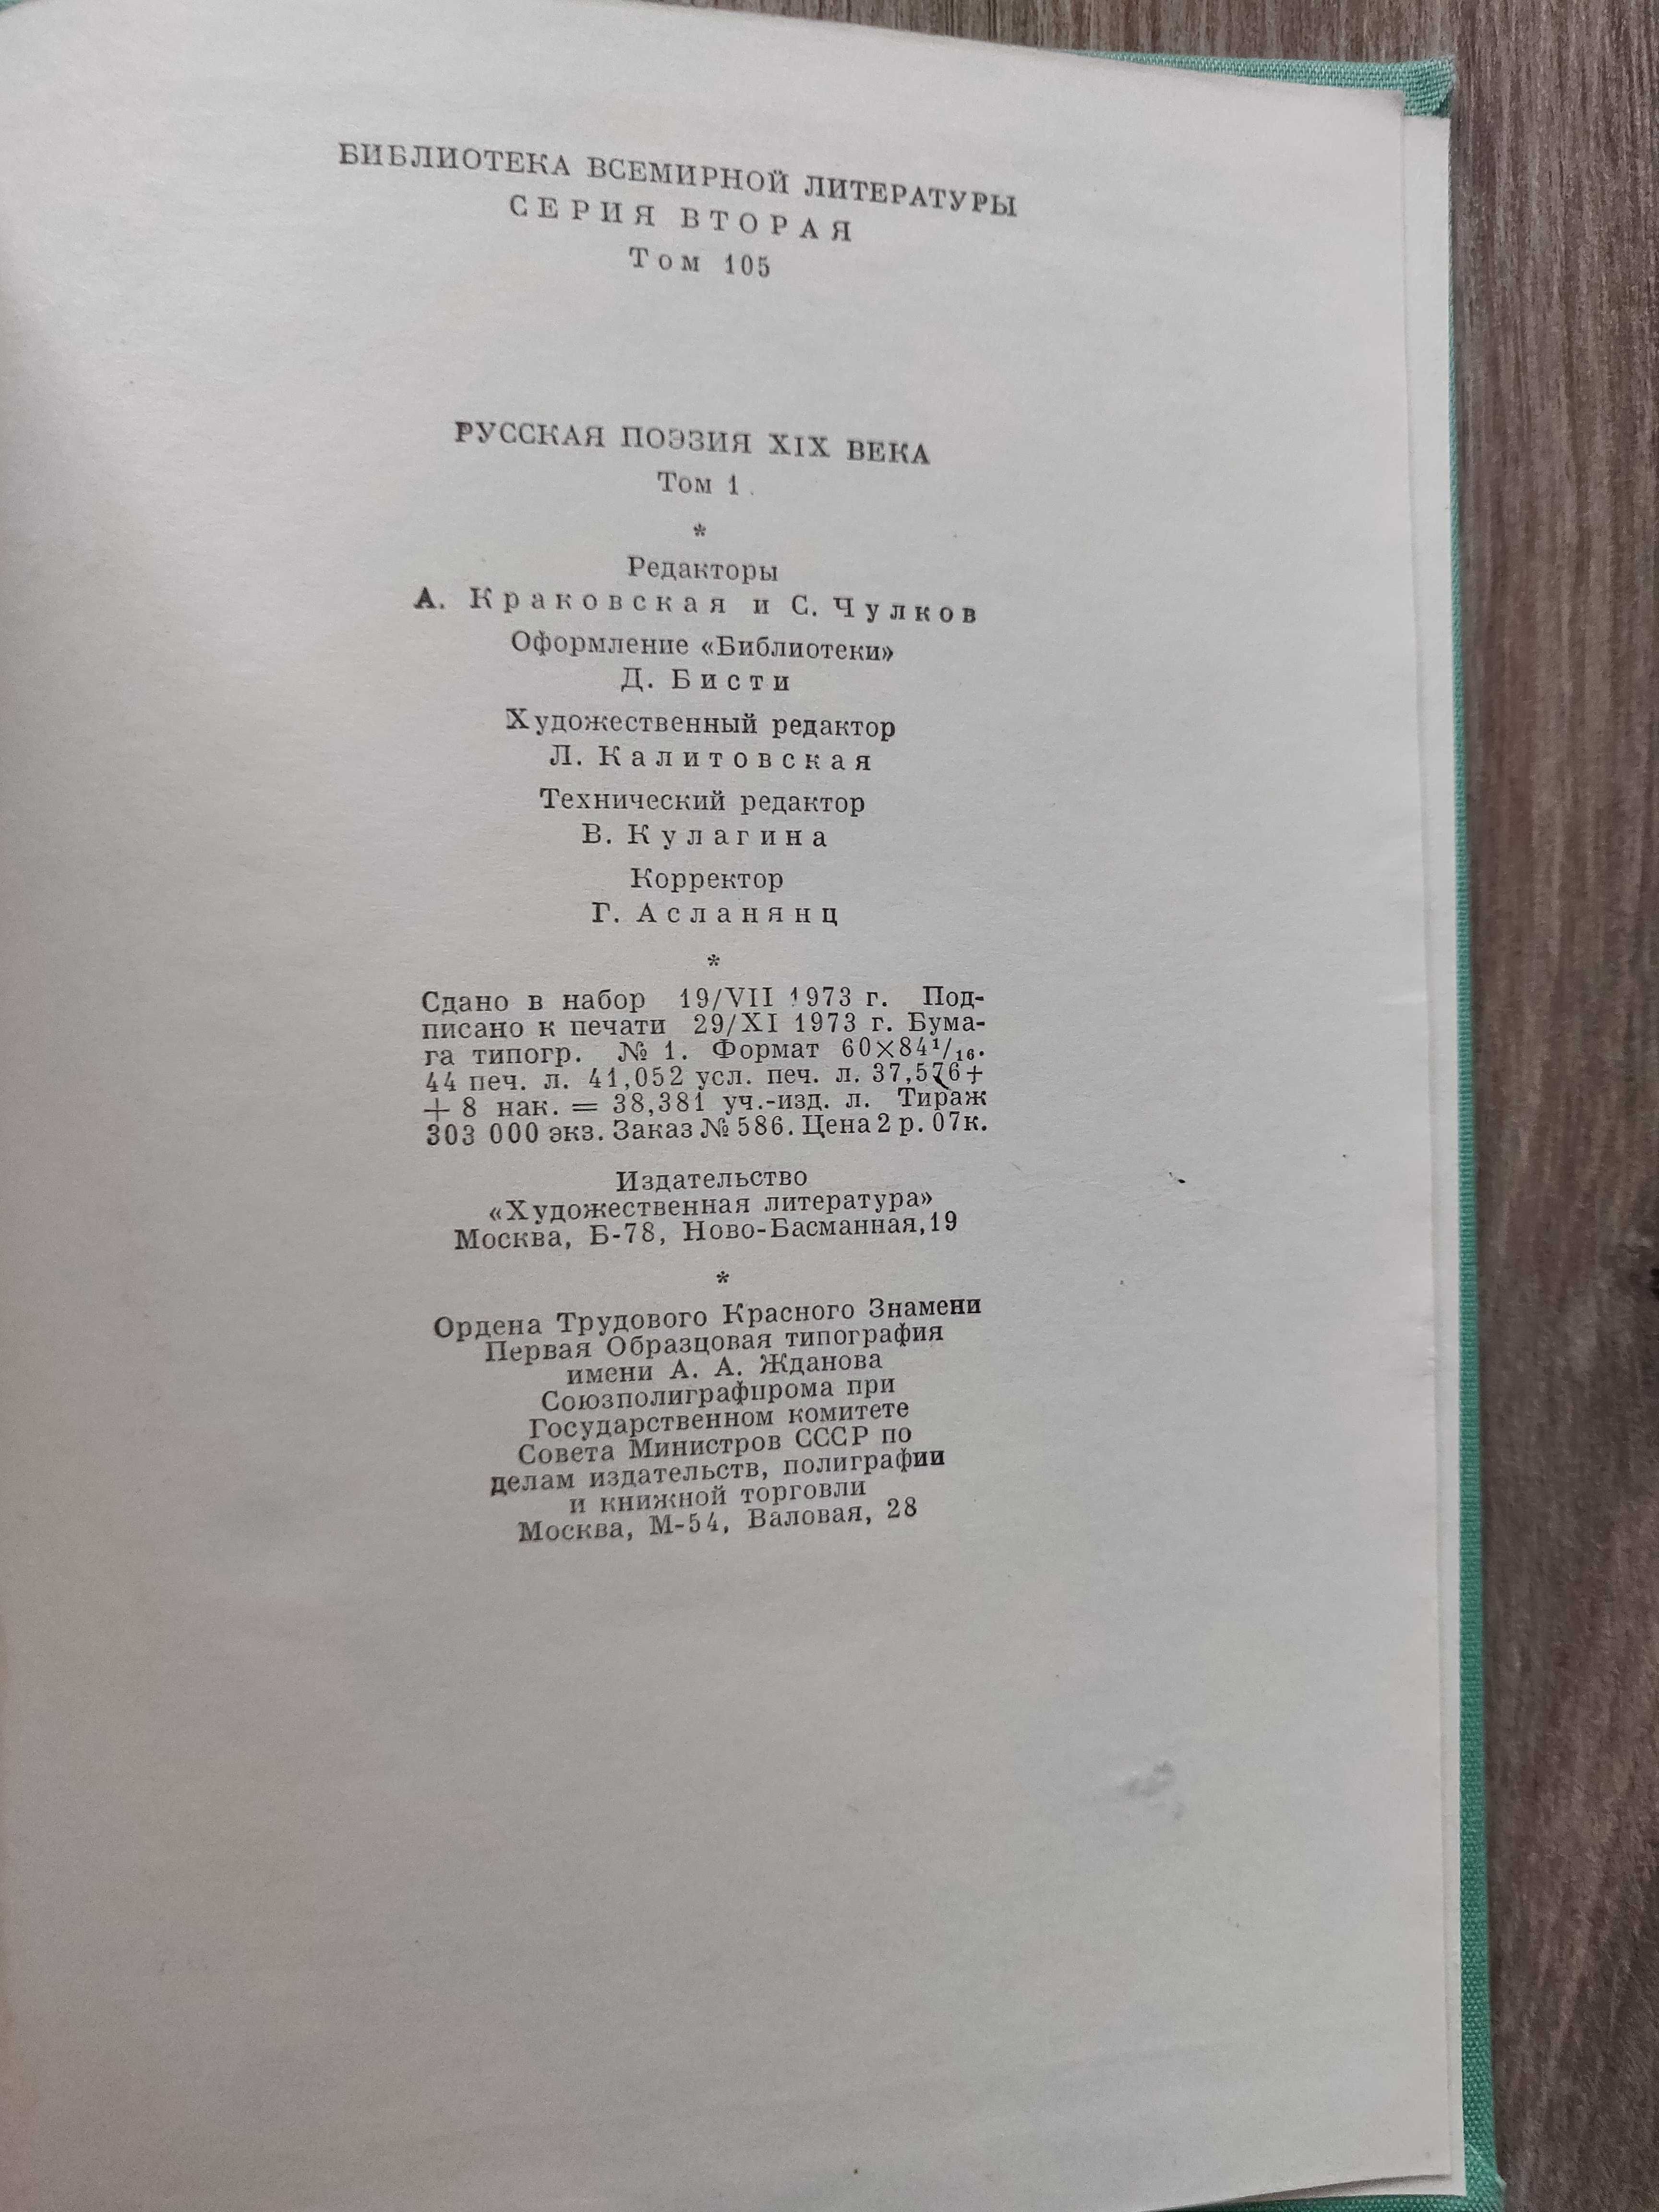 БИБЛИОТЕКА ВСЕМИРНОЙ ЛИТЕРАТУРЫ
СЕРИЯ ВТОРАЯ
Том 105
РУССКАЯ ПОЭЗИЯ XIX ВЕКА
Том 1
*
Редакторы
А. Краковская и С. Чулков
Оформление «Библиотеки»
Д. Бисти
Художественный редактор
Л. Калитовская
Технический редактор
В. Кулагина
Корректор
Г. Асланянц
*
Сдано в набор 19/VII 1973 г. Под-
писано к печати 29/XI 1973 г. Бума-
га типогр. № 1. Формат 60×84¹/₁₆.
44 печ. л. 41,052 усл. печ. л. 37,576+
+ 8 нак. = 38,381 уч.-изд. л. Тираж
303 000 экз. Заказ № 586. Цена 2 р. 07к.
Издательство
«Художественная литература»
Москва, Б-78, Ново-Басманная, 19
*
Ордена Трудового Красного Знамени
Первая Образцовая типография
имени А. А. Жданова
Союзполиграфпрома при
Государственном комитете
Совета Министров СССР по
делам издательств, полиграфии
и книжной торговли
Москва, М-54, Валовая, 28